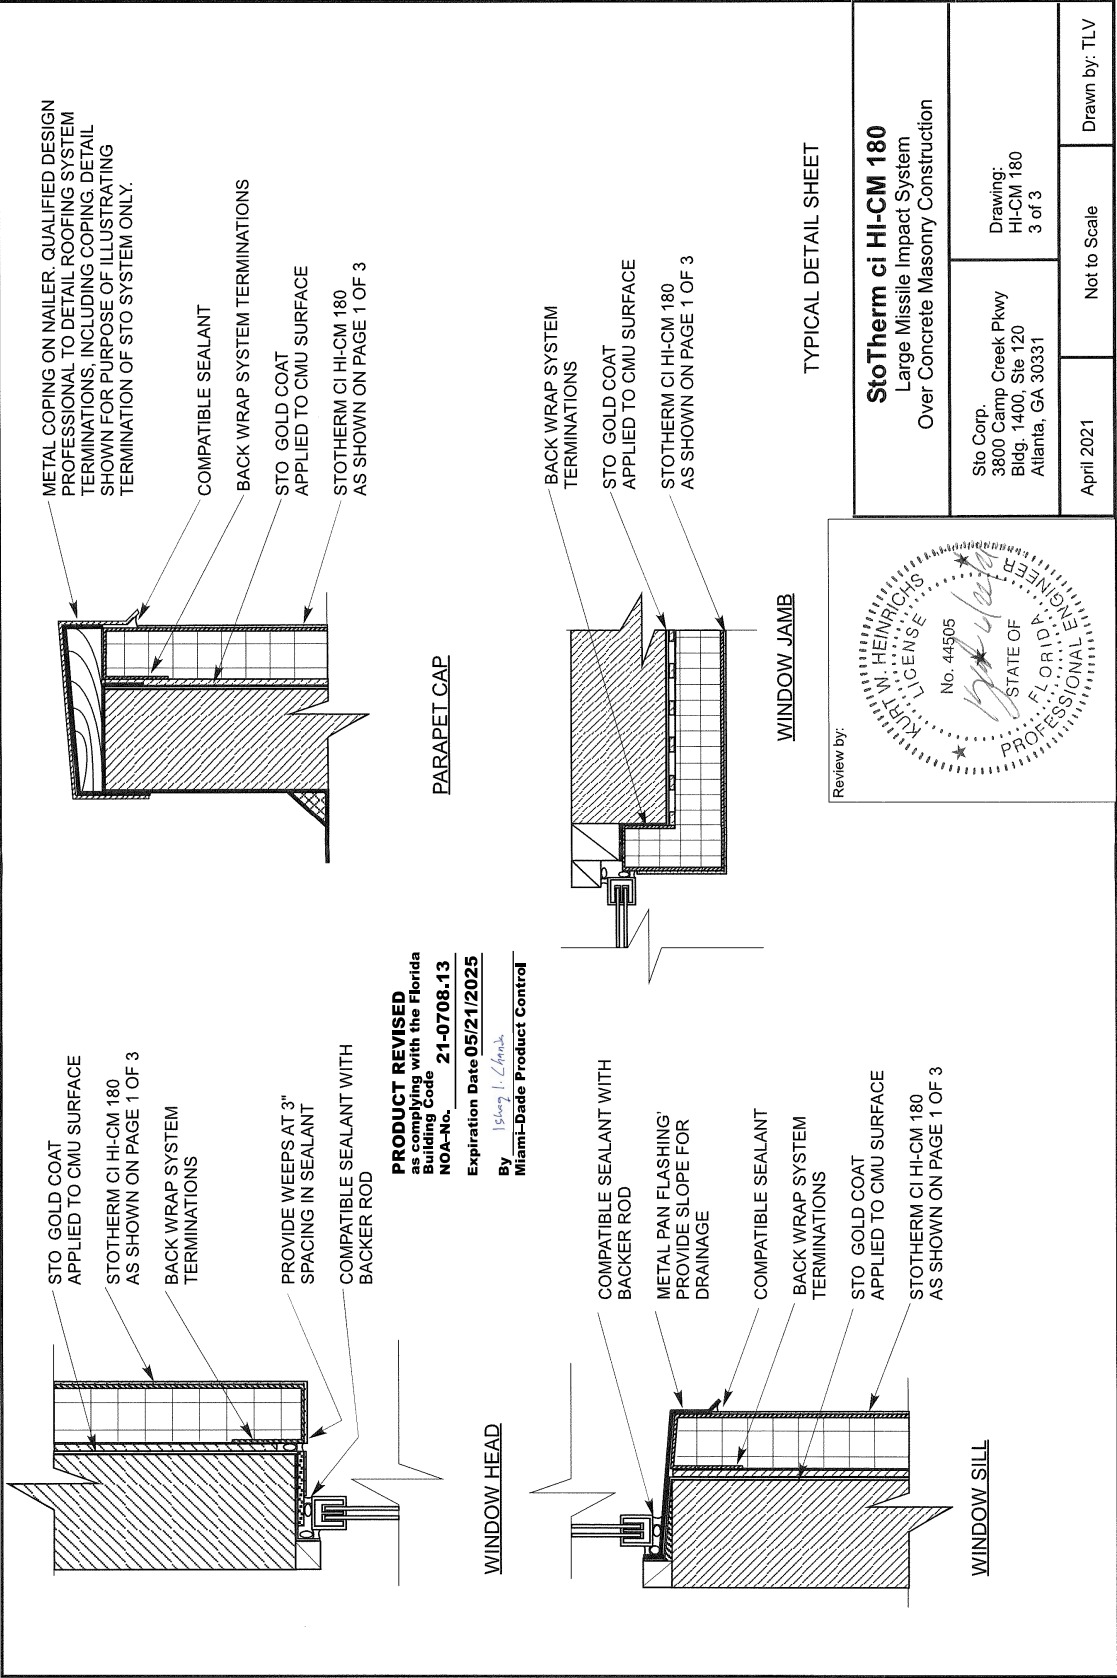 STO  GOLD COAT
APPLIED TO CMU SURFACE
STOTHERM CI HI-CM 180
AS SHOWN ON PAGE 1 OF 3
BACK WRAP SYSTEM
TERMINATIONS
PROVIDE WEEPS AT 3"
SPACING IN SEALANT
COMPATIBLE SEALANT WITH
BACKER ROD
WINDOW HEAD
METAL COPING ON NAILER. QUALIFIED DESIGN
PROFESSIONAL TO DETAIL ROOFING SYSTEM
TERMINATIONS, INCLUDING COPING. DETAIL
SHOWN FOR PURPOSE OF ILLUSTRATING
TERMINATION OF STO SYSTEM ONLY.
COMPATIBLE SEALANT
BACK WRAP SYSTEM TERMINATIONS
STO  GOLD COAT
APPLIED TO CMU SURFACE
STOTHERM CI HI-CM 180
AS SHOWN ON PAGE 1 OF 3
PARAPET CAP
PRODUCT REVISED
as complying with the Florida
Building Code
NOA-No. 21-0708.13
Expiration Date 05/21/2025
By Ishaq I. Chanda
Miami-Dade Product Control
COMPATIBLE SEALANT WITH
BACKER ROD
METAL PAN FLASHING'
PROVIDE SLOPE FOR
DRAINAGE
COMPATIBLE SEALANT
BACK WRAP SYSTEM
TERMINATIONS
STO  GOLD COAT
APPLIED TO CMU SURFACE
STOTHERM CI HI-CM 180
AS SHOWN ON PAGE 1 OF 3
WINDOW SILL
BACK WRAP SYSTEM
TERMINATIONS
STO  GOLD COAT
APPLIED TO CMU SURFACE
STOTHERM CI HI-CM 180
AS SHOWN ON PAGE 1 OF 3
WINDOW JAMB
TYPICAL DETAIL SHEET
Review by:
KURT W. HEINRICHS
LICENSE
No. 44505
STATE OF
FLORIDA
PROFESSIONAL ENGINEER
StoTherm ci HI-CM 180
Large Missile Impact System
Over Concrete Masonry Construction
Sto Corp.
3800 Camp Creek Pkwy
Bldg. 1400, Ste 120
Atlanta, GA 30331
Drawing:
HI-CM 180
3 of 3
April 2021
Not to Scale
Drawn by: TLV